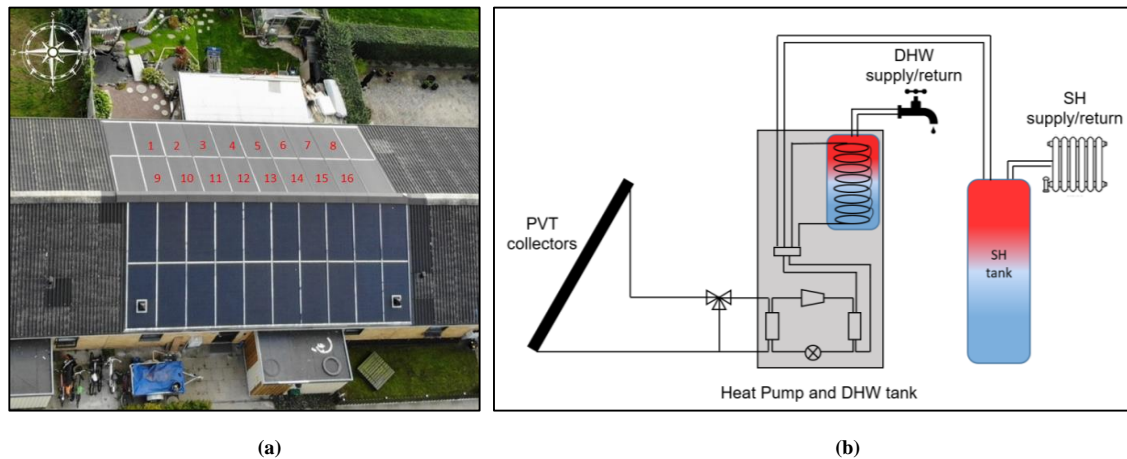 1 2 3 4 5 6 7 8
9 10 11 12 13 14 15 16
(a)
DHW
supply/return
SH
supply/return
PVT
collectors
SH
tank
Heat Pump and DHW tank
(b)